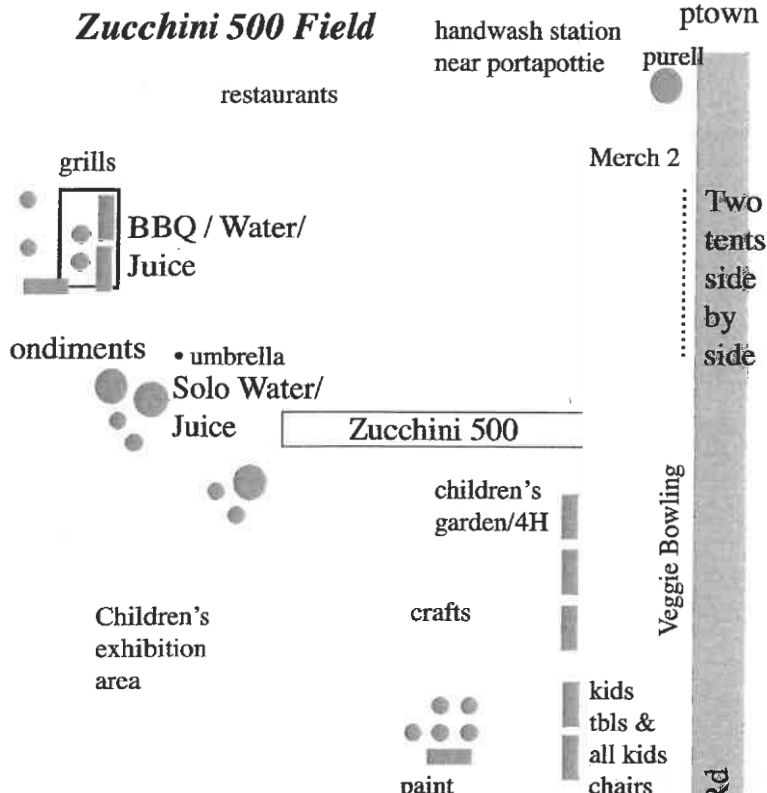 Zucchini 500 Field
handwash station
near portapottie
ptown
purell
restaurants
grills
Merch 2
BBQ / Water/
Juice
Two
tents
side
by
side
ondiments
• umbrella
Solo Water/
Juice
Zucchini 500
children's
garden/4H
Veggie Bowling
Children's
exhibition
area
crafts
kids
tbls &
all kids
chairs
paint
Rd